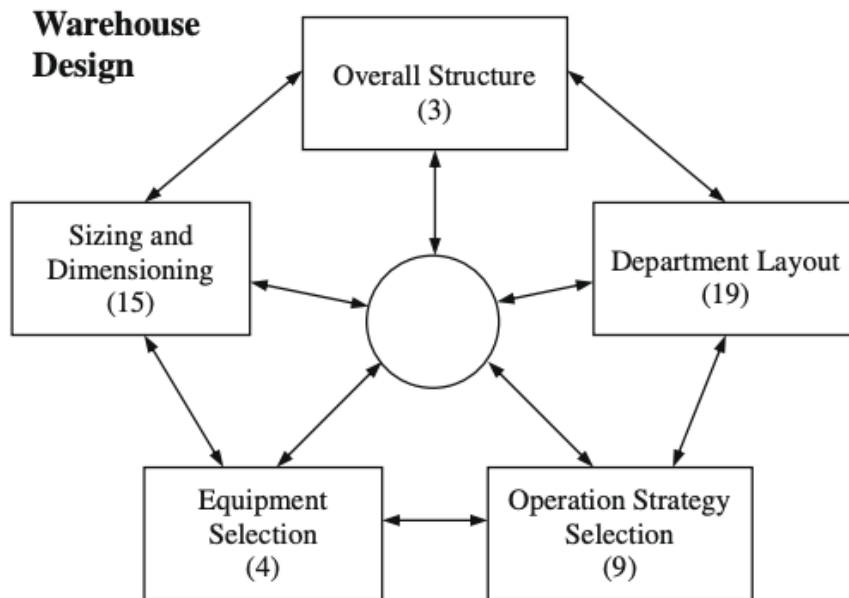 Warehouse
Design
Overall Structure
(3)
Sizing and
Dimensioning
(15)
Department Layout
(19)
Equipment
Selection
(4)
Operation Strategy
Selection
(9)